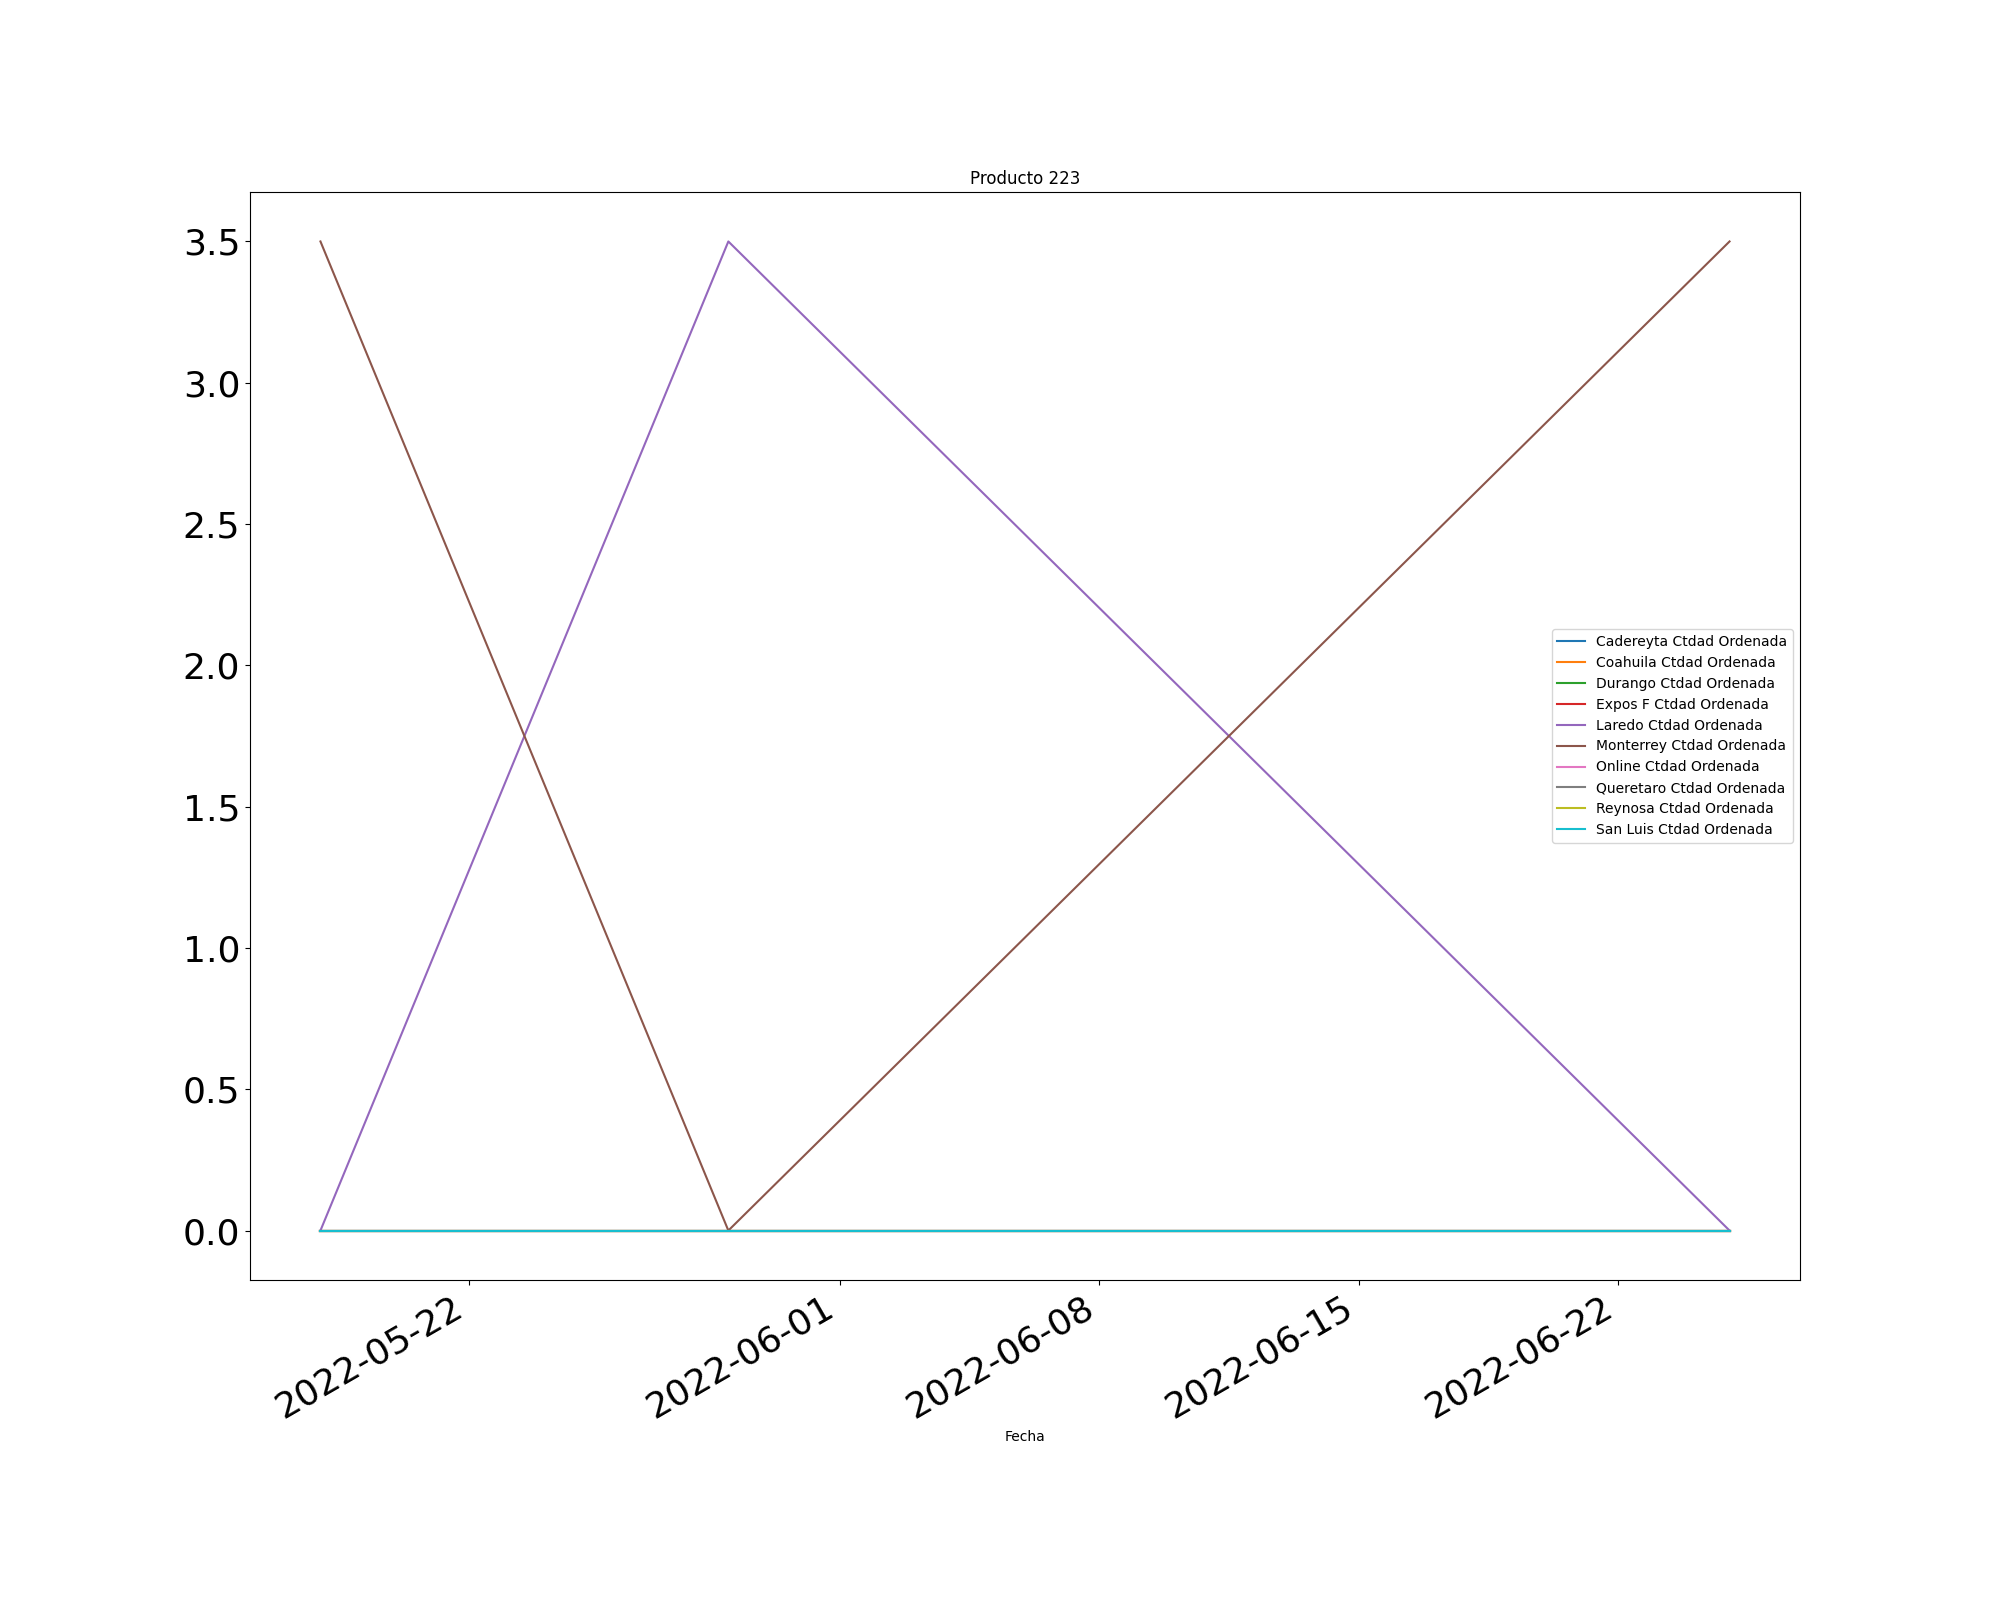 Producto 223
3.5
3.0
2.5
2.0
1.5
1.0
0.5
0.0
Cadereyta Ctdad Ordenada
Coahuila Ctdad Ordenada
Durango Ctdad Ordenada
Expos F Ctdad Ordenada
Laredo Ctdad Ordenada
Monterrey Ctdad Ordenada
Online Ctdad Ordenada
Queretaro Ctdad Ordenada
Reynosa Ctdad Ordenada
San Luis Ctdad Ordenada
2022-05-22
2022-06-01
2022-06-08
2022-06-15
2022-06-22
Fecha